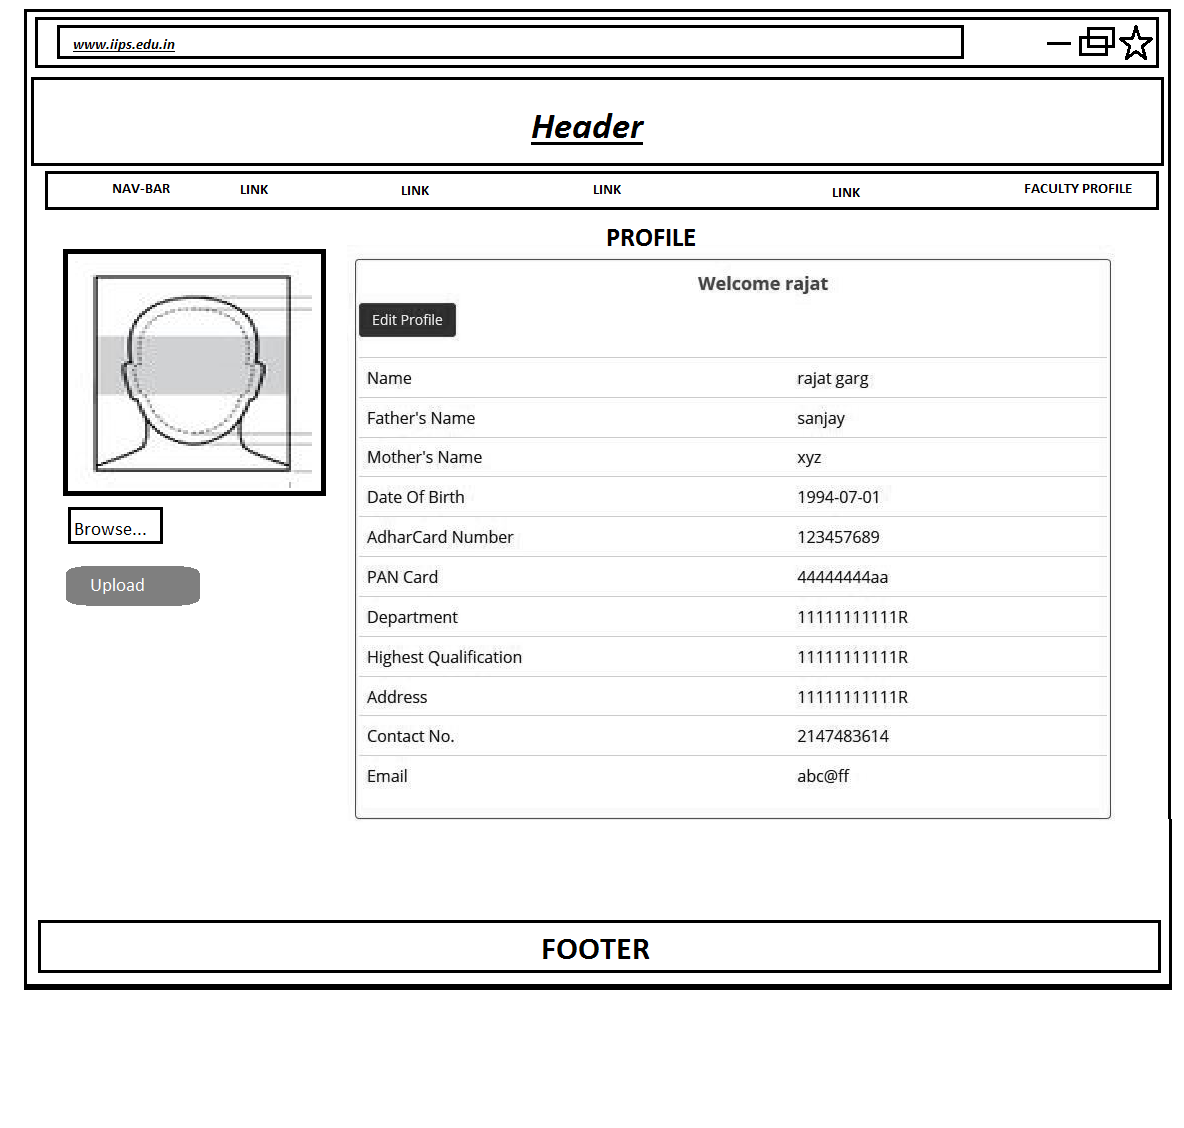 www.iips.edu.in
Header
NAV-BAR LINK LINK LINK LINK FACULTY PROFILE
PROFILE
Welcome rajat
Edit Profile
Name rajat garg
Father's Name sanjay
Mother's Name xyz
Date Of Birth 1994-07-01
AdharCard Number 123457689
PAN Card 44444444aa
Department 11111111111R
Highest Qualification 11111111111R
Address 11111111111R
Contact No. 2147483614
Email abc@ff
Browse...
Upload
FOOTER